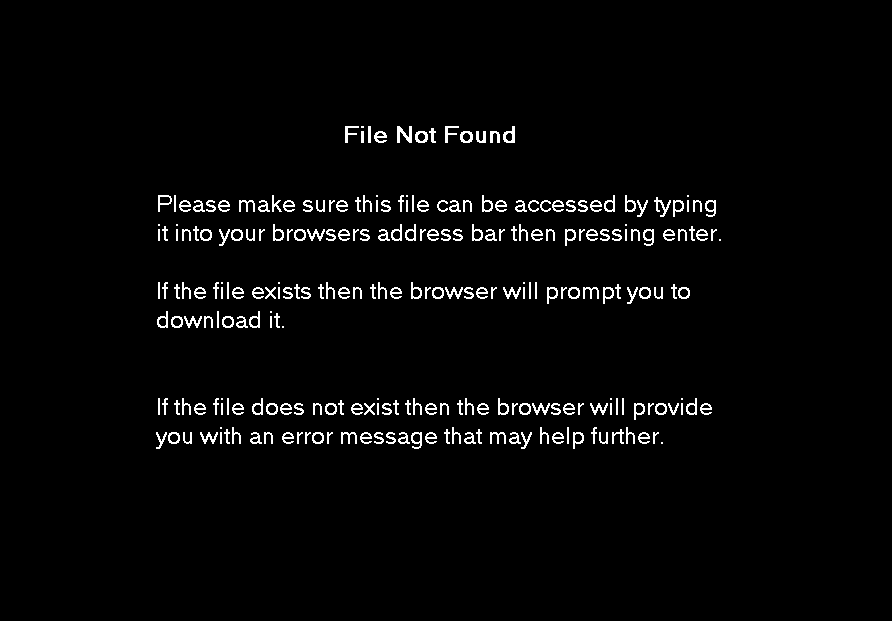 File Not Found
Please make sure this file can be accessed by typing
it into your browsers address bar then pressing enter.
If the file exists then the browser will prompt you to
download it.
If the file does not exist then the browser will provide
you with an error message that may help further.